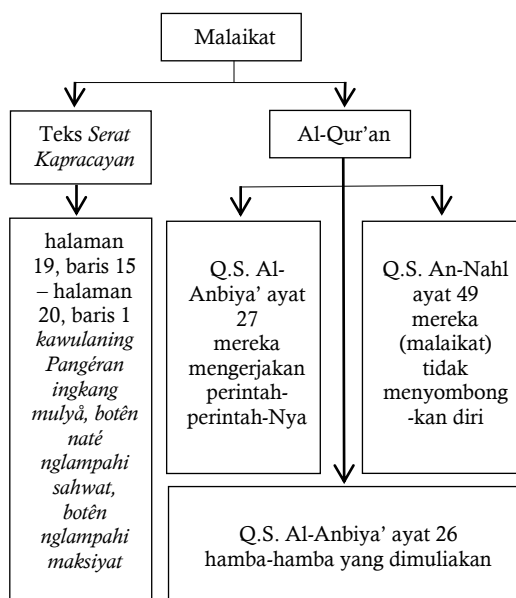 Malaikat
Teks Serat
Kapracayan
Al-Qur'an
halaman
19, baris 15
– halaman
20, baris 1
kawulaning
Pangéran
ingkang
mulyå, botên
naté
nglampahi
sahwat,
botên
nglampahi
maksiyat
Q.S. Al-
Anbiya' ayat
27
mereka
mengerjakan
perintah-
perintah-Nya
Q.S. An-Nahl
ayat 49
mereka
(malaikat)
tidak
menyombong
-kan diri
Q.S. Al-Anbiya' ayat 26
hamba-hamba yang dimuliakan